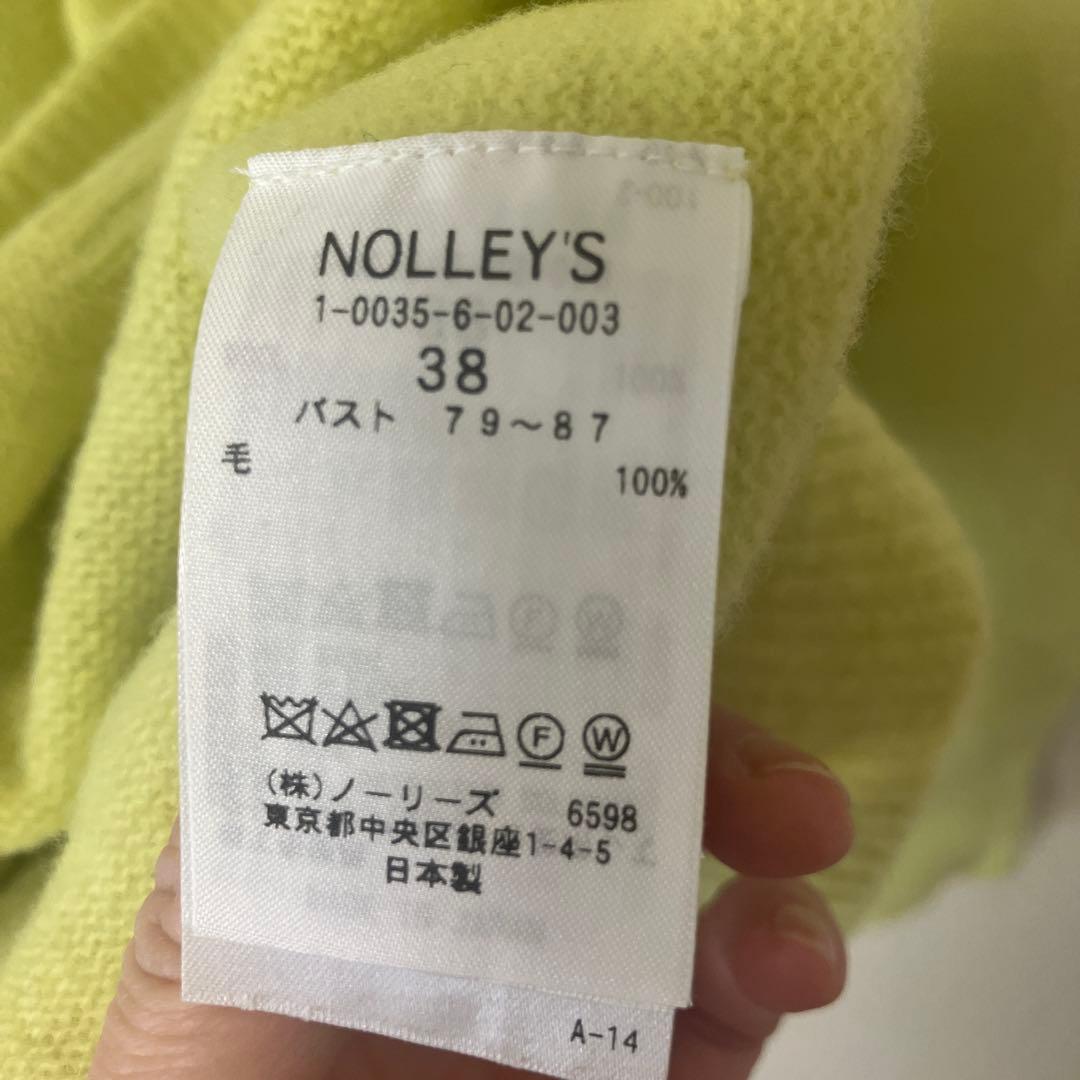 NOLLEY'S
1-0035-6-02-003
38
バスト 79～87
毛 100%
F W
(株)ノーリーズ 6598
東京都中央区銀座1-4-5
日本製
A-14